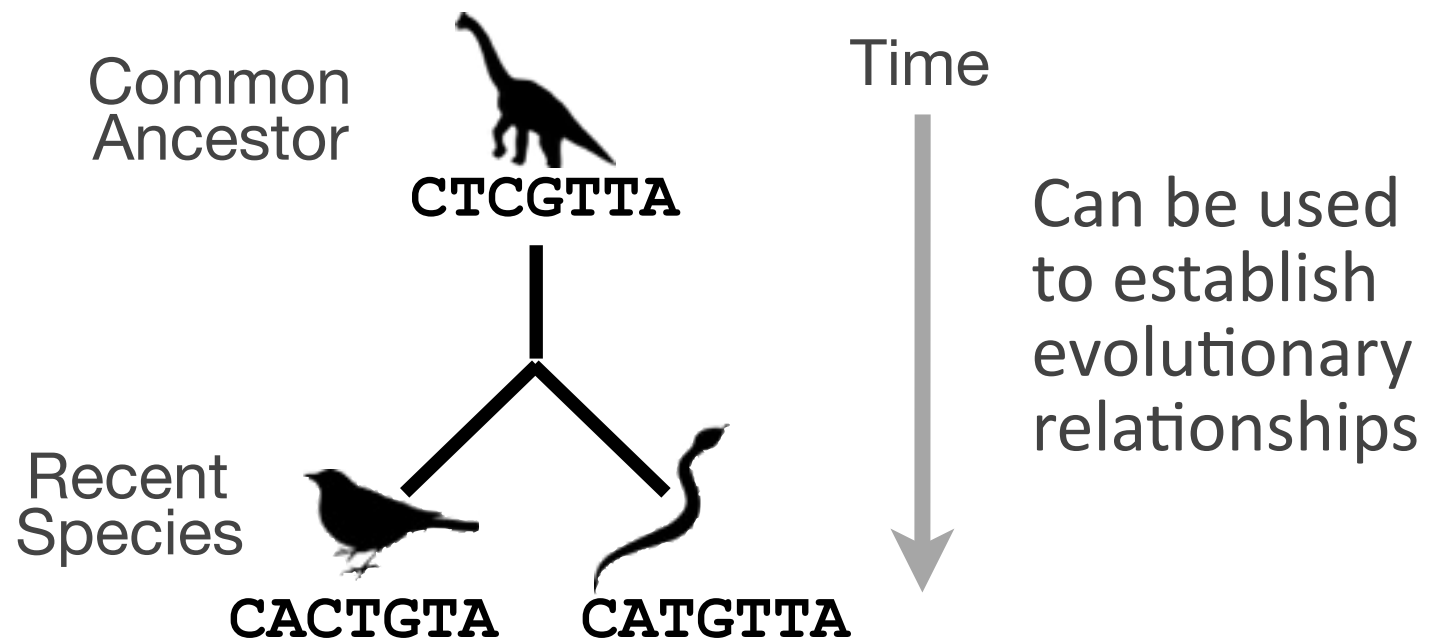 Common
Ancestor
CTCGTTA
Time
Can be used
to establish
evolutionary
relationships
Recent
Species
CACTGTA
CATGTTA